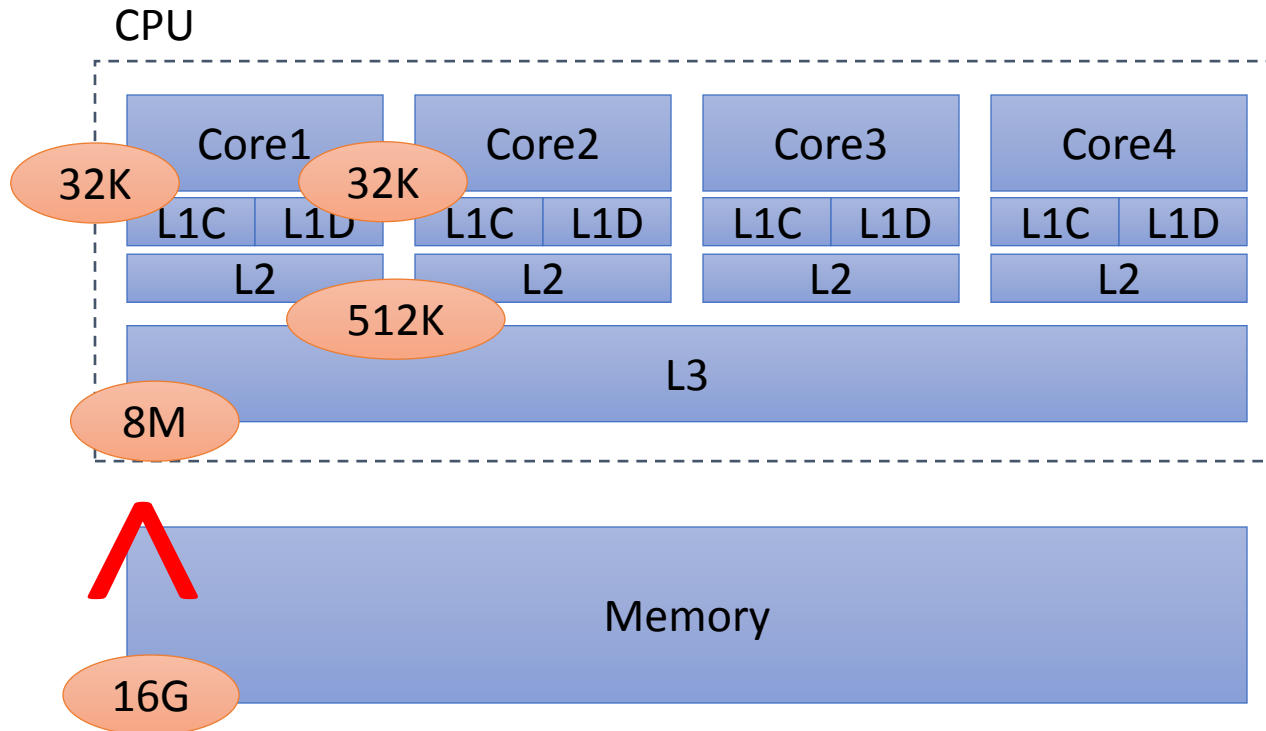 CPU
Core1 Core2 Core3 Core4
32K 32K
L1C L1D L1C L1D L1C L1D L1C L1D
L2 L2 L2 L2
512K
L3
8M
Memory
16G